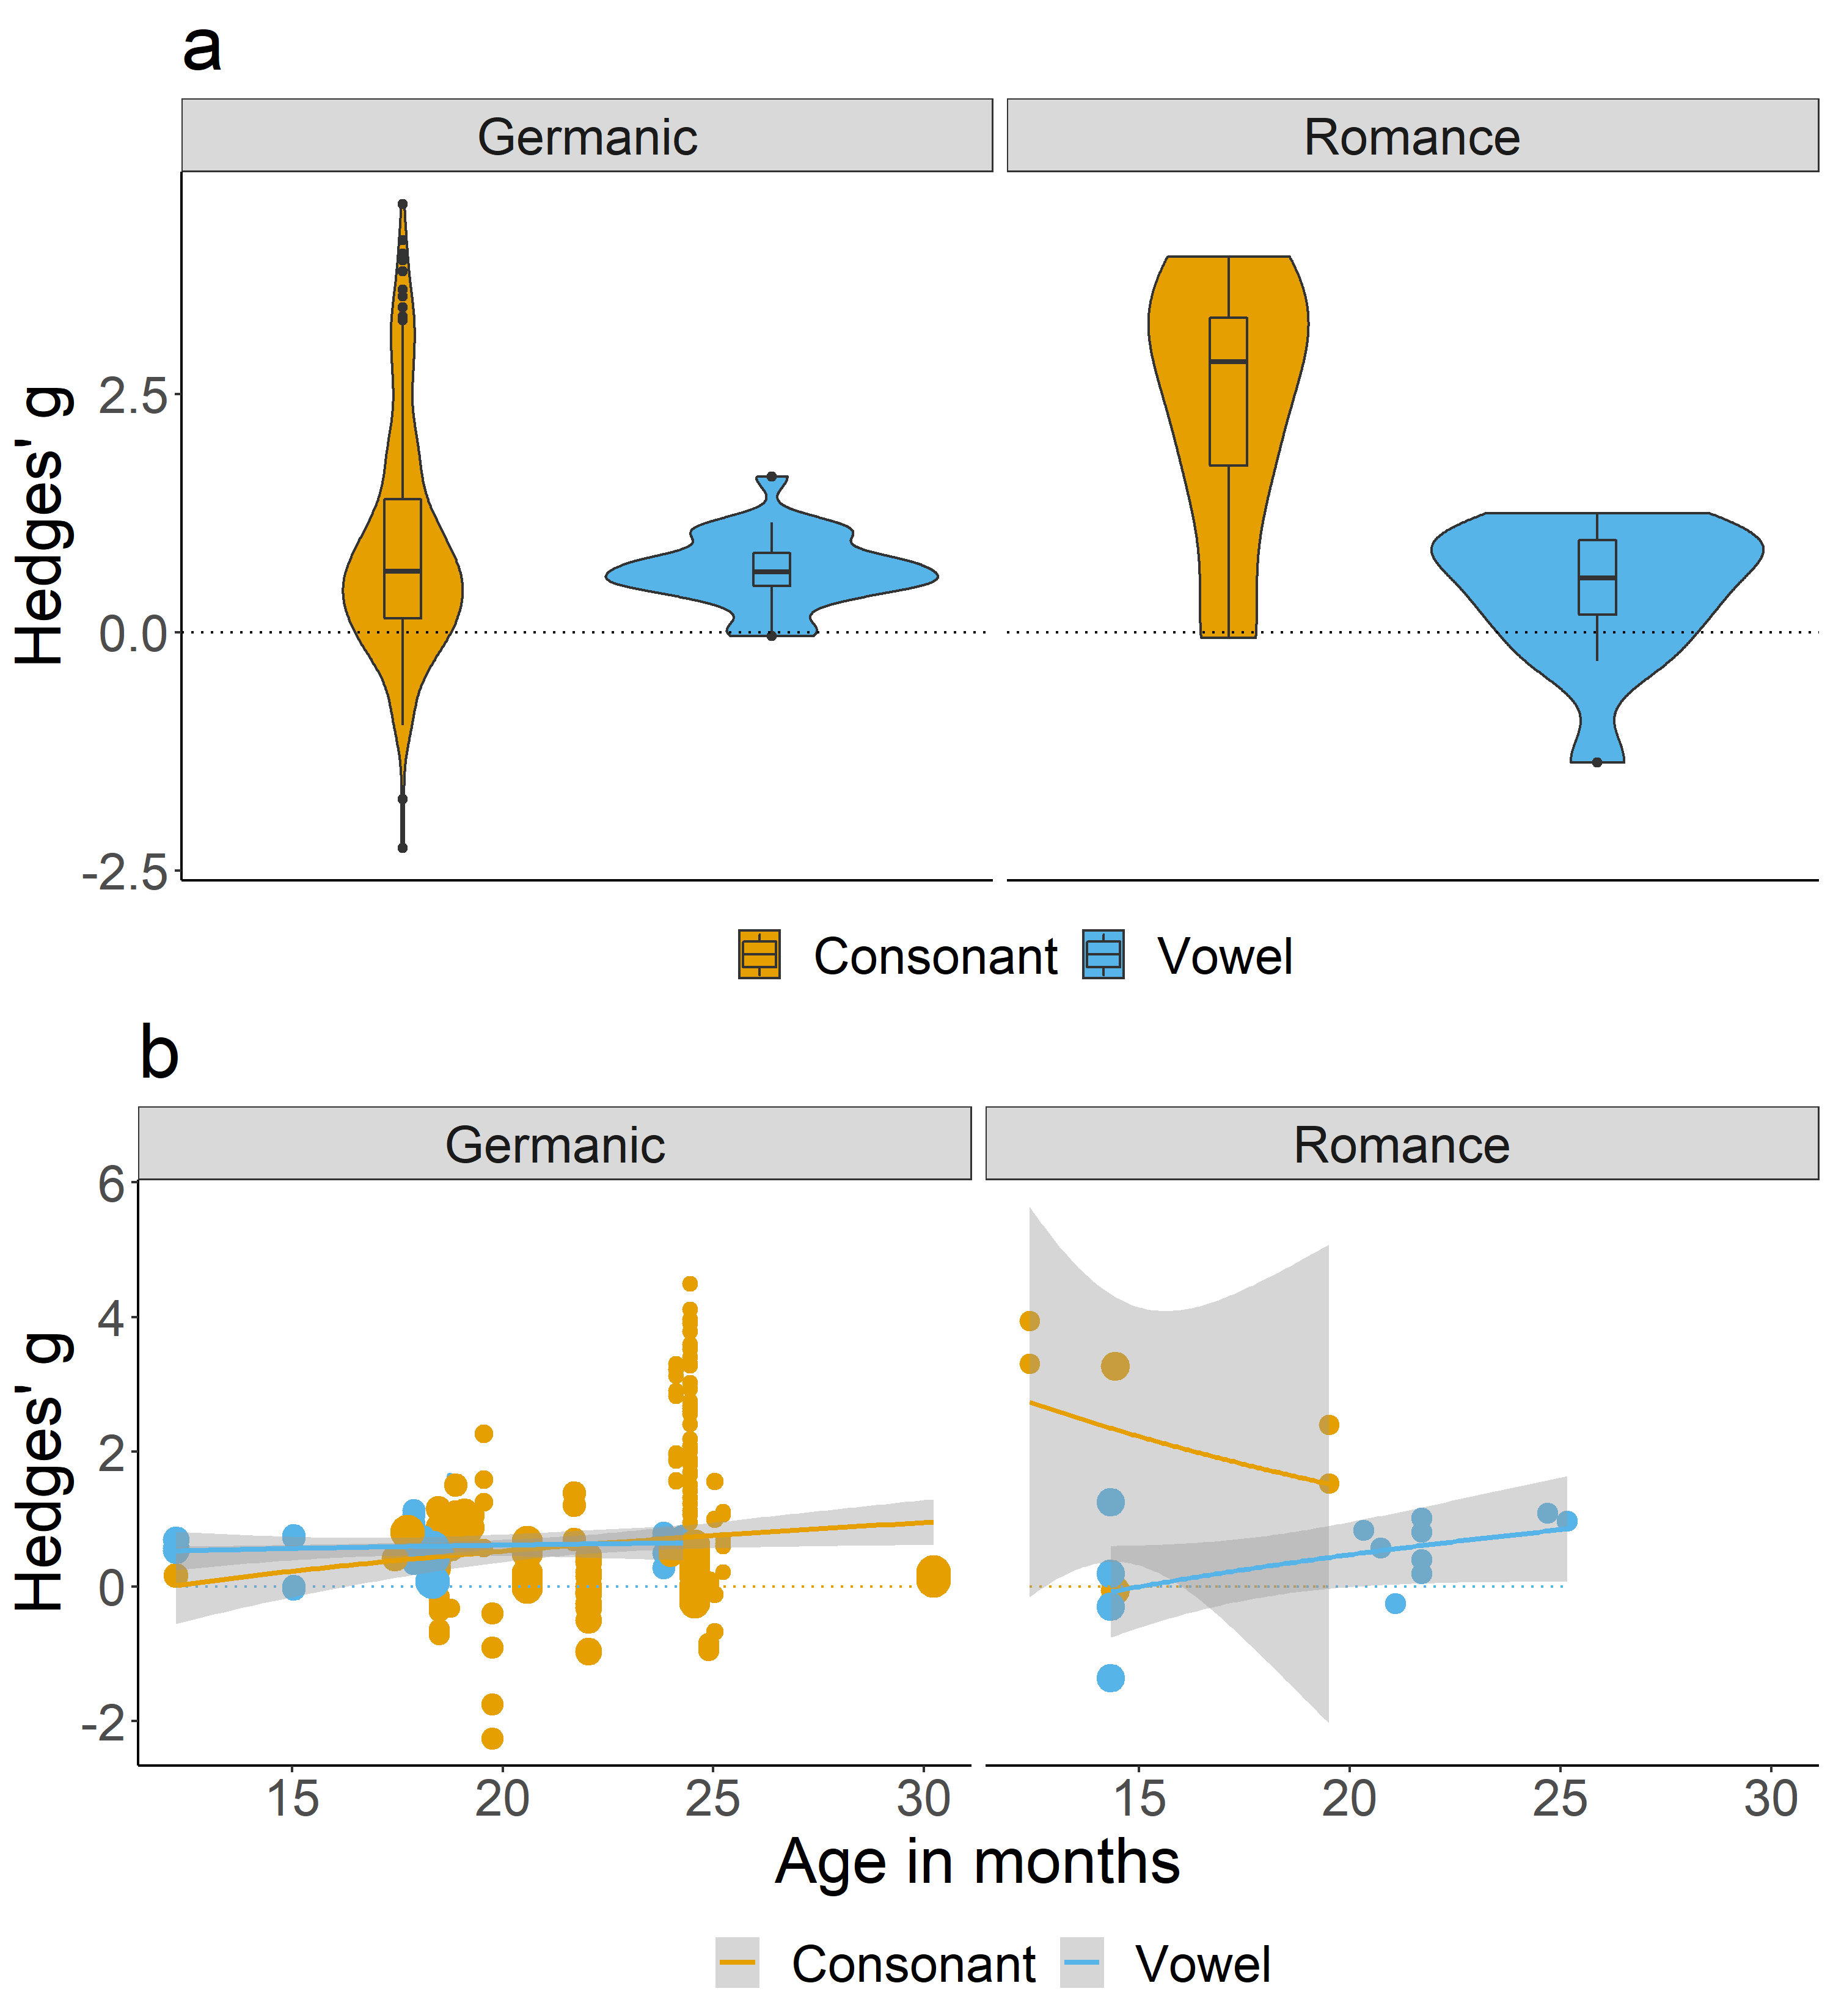 a
Germanic Romance
Hedges' g
2.5
0.0
-2.5
Consonant Vowel
b
Germanic Romance
Hedges' g
6
4
2
0
-2
15 20 25 30 15 20 25 30
Age in months
Consonant Vowel